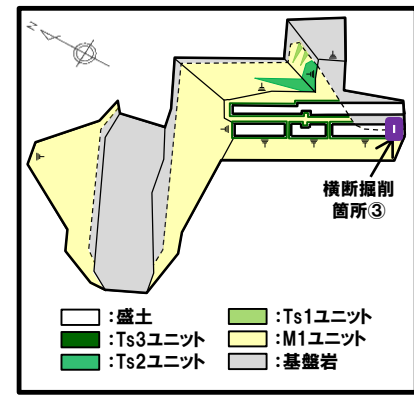 N
横断掘削
箇所③
:盛土
:Ts3ユニット
:Ts2ユニット
:Ts1ユニット
:M1ユニット
:基盤岩